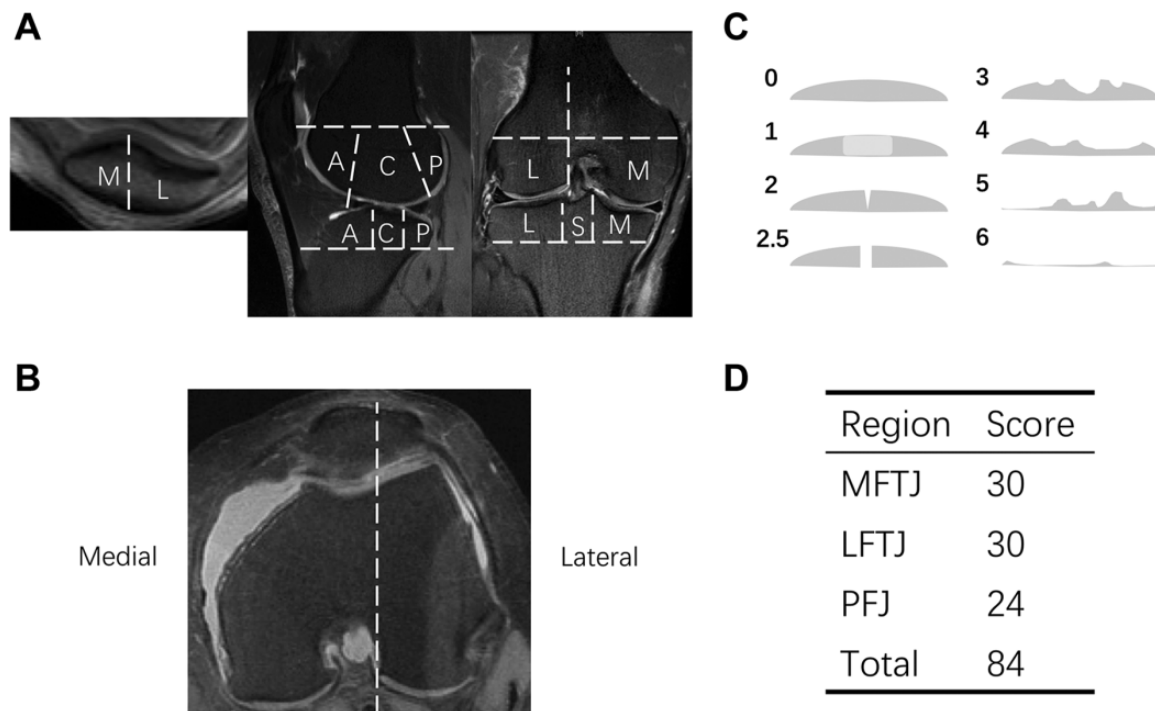 A
M L
A C P
A C P
L M
L S M
B
Medial
Lateral
C
0
1
2
2.5
3
4
5
6
D
Region Score
MFTJ 30
LFTJ 30
PFJ 24
Total 84